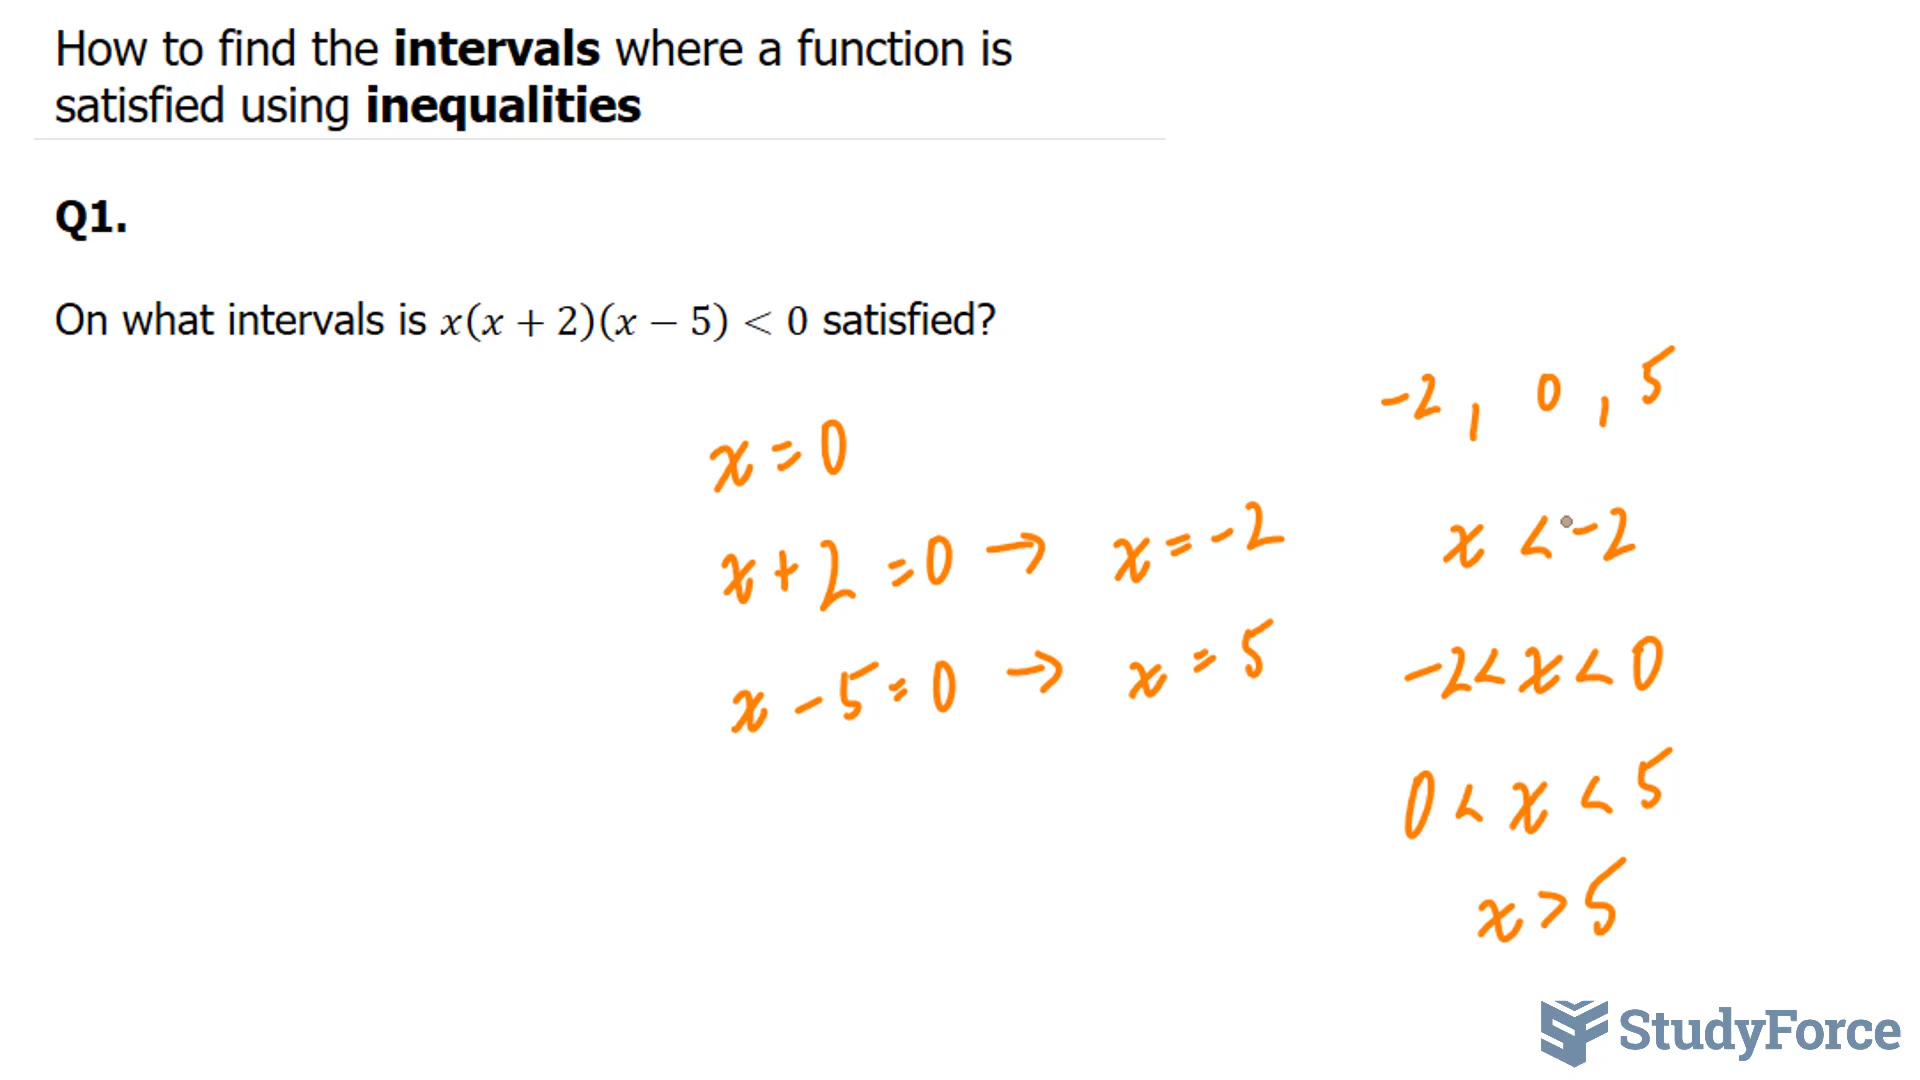 How to find the intervals where a function is
satisfied using inequalities
Q1.
On what intervals is x(x + 2)(x − 5) < 0 satisfied?
-2, 0, 5
x = 0
x + 2 = 0 → x = -2
x < -2
x - 5 = 0 → x = 5
-2 < x < 0
0 < x < 5
x > 5
StudyForce